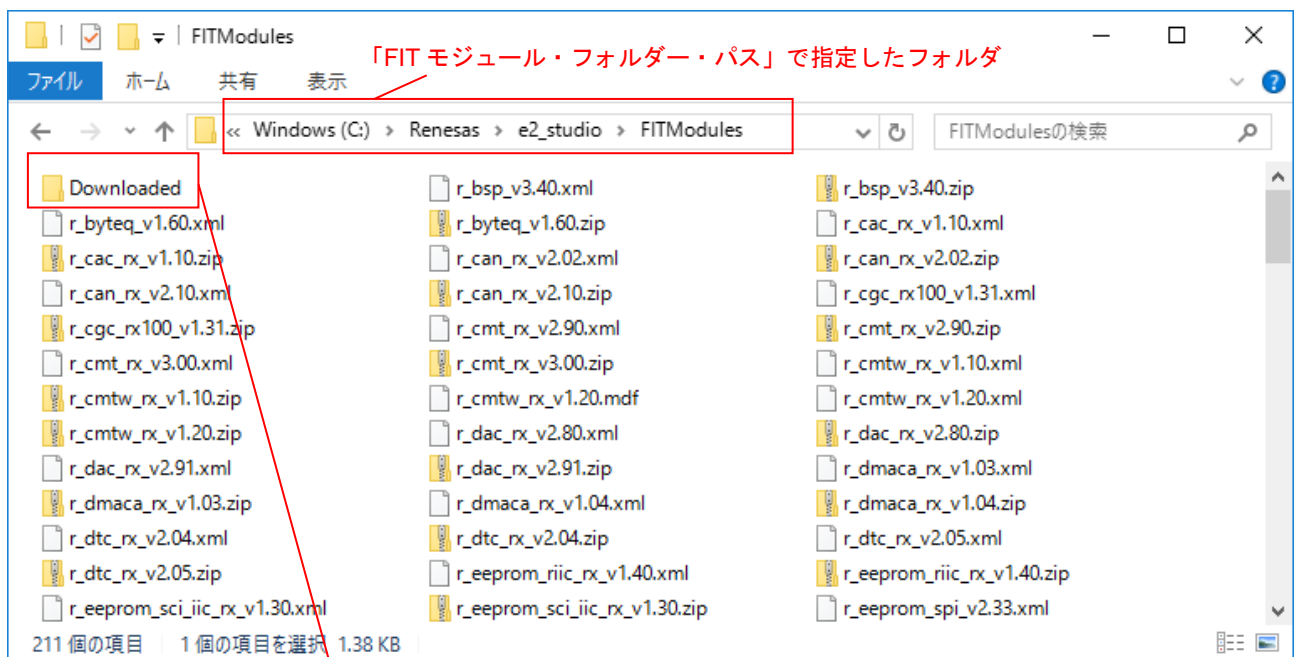 FITModules
「FIT モジュール・フォルダー・パス」で指定したフォルダ
ファイル ホーム 共有 表示
« Windows (C:) › Renesas › e2_studio › FITModules FITModulesの検索
Downloaded r_bsp_v3.40.xml r_bsp_v3.40.zip
r_byteq_v1.60.xml r_byteq_v1.60.zip r_cac_rx_v1.10.xml
r_cac_rx_v1.10.zip r_can_rx_v2.02.xml r_can_rx_v2.02.zip
r_can_rx_v2.10.xml r_can_rx_v2.10.zip r_cgc_rx100_v1.31.xml
r_cgc_rx100_v1.31.zip r_cmt_rx_v2.90.xml r_cmt_rx_v2.90.zip
r_cmt_rx_v3.00.xml r_cmt_rx_v3.00.zip r_cmtw_rx_v1.10.xml
r_cmtw_rx_v1.10.zip r_cmtw_rx_v1.20.mdf r_cmtw_rx_v1.20.xml
r_cmtw_rx_v1.20.zip r_dac_rx_v2.80.xml r_dac_rx_v2.80.zip
r_dac_rx_v2.91.xml r_dac_rx_v2.91.zip r_dmaca_rx_v1.03.xml
r_dmaca_rx_v1.03.zip r_dmaca_rx_v1.04.xml r_dmaca_rx_v1.04.zip
r_dtc_rx_v2.04.xml r_dtc_rx_v2.04.zip r_dtc_rx_v2.05.xml
r_dtc_rx_v2.05.zip r_eeprom_riic_rx_v1.40.xml r_eeprom_riic_rx_v1.40.zip
r_eeprom_sci_iic_rx_v1.30.xml r_eeprom_sci_iic_rx_v1.30.zip r_eeprom_spi_v2.33.xml
211 個の項目 1 個の項目を選択 1.38 KB